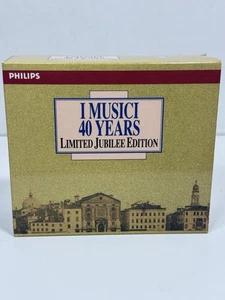 PHILIPS
I MUSICI
40 YEARS
LIMITED JUBILEE EDITION